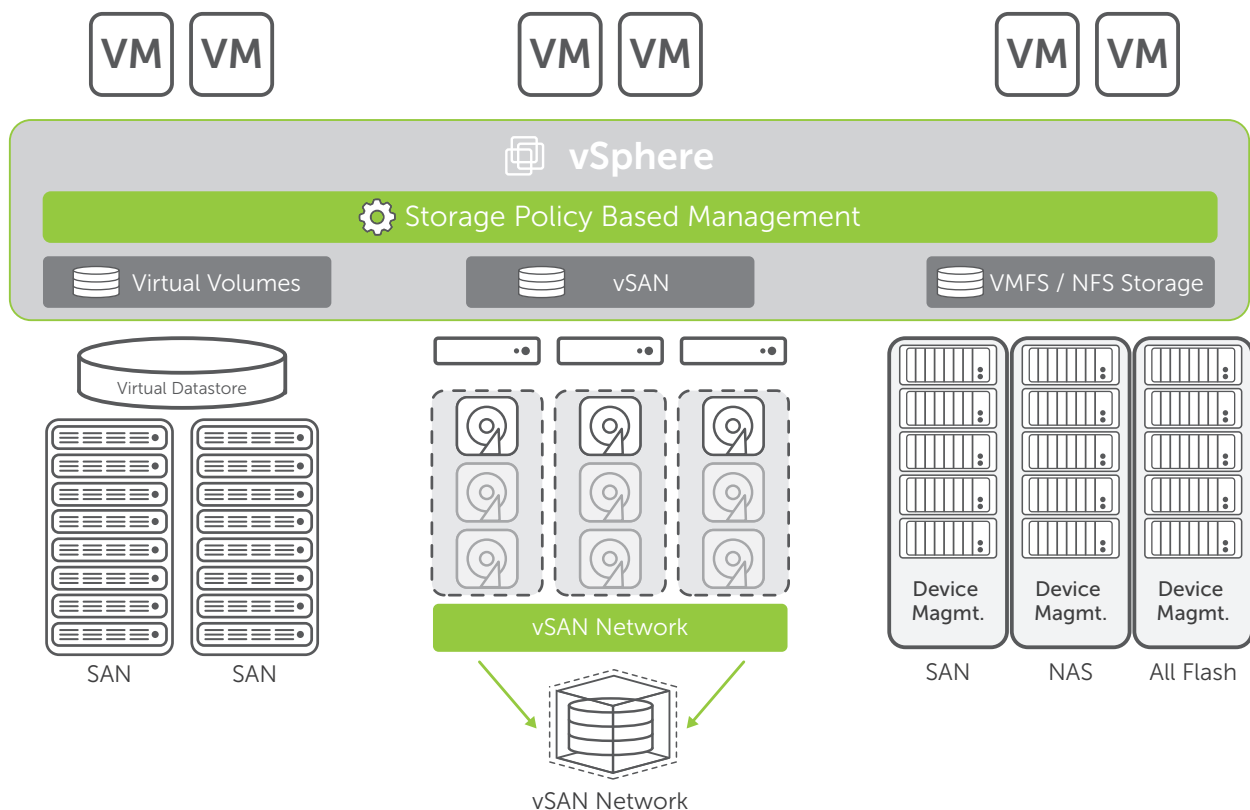 VM VM VM VM VM VM
vSphere
Storage Policy Based Management
Virtual Volumes
vSAN
VMFS / NFS Storage
Virtual Datastore
SAN SAN
vSAN Network
vSAN Network
Device
Magmt.
Device
Magmt.
Device
Magmt.
SAN NAS All Flash